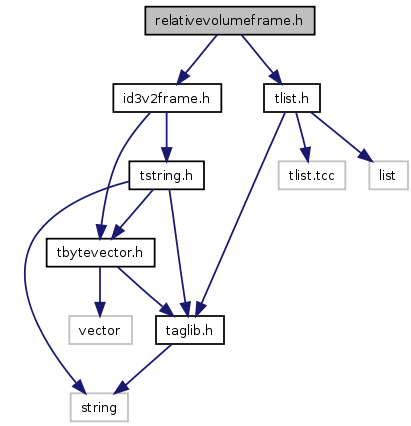 relativevolumeframe.h
id3v2frame.h
tlist.h
tstring.h
tlist.tcc
list
tbytevector.h
vector
taglib.h
string